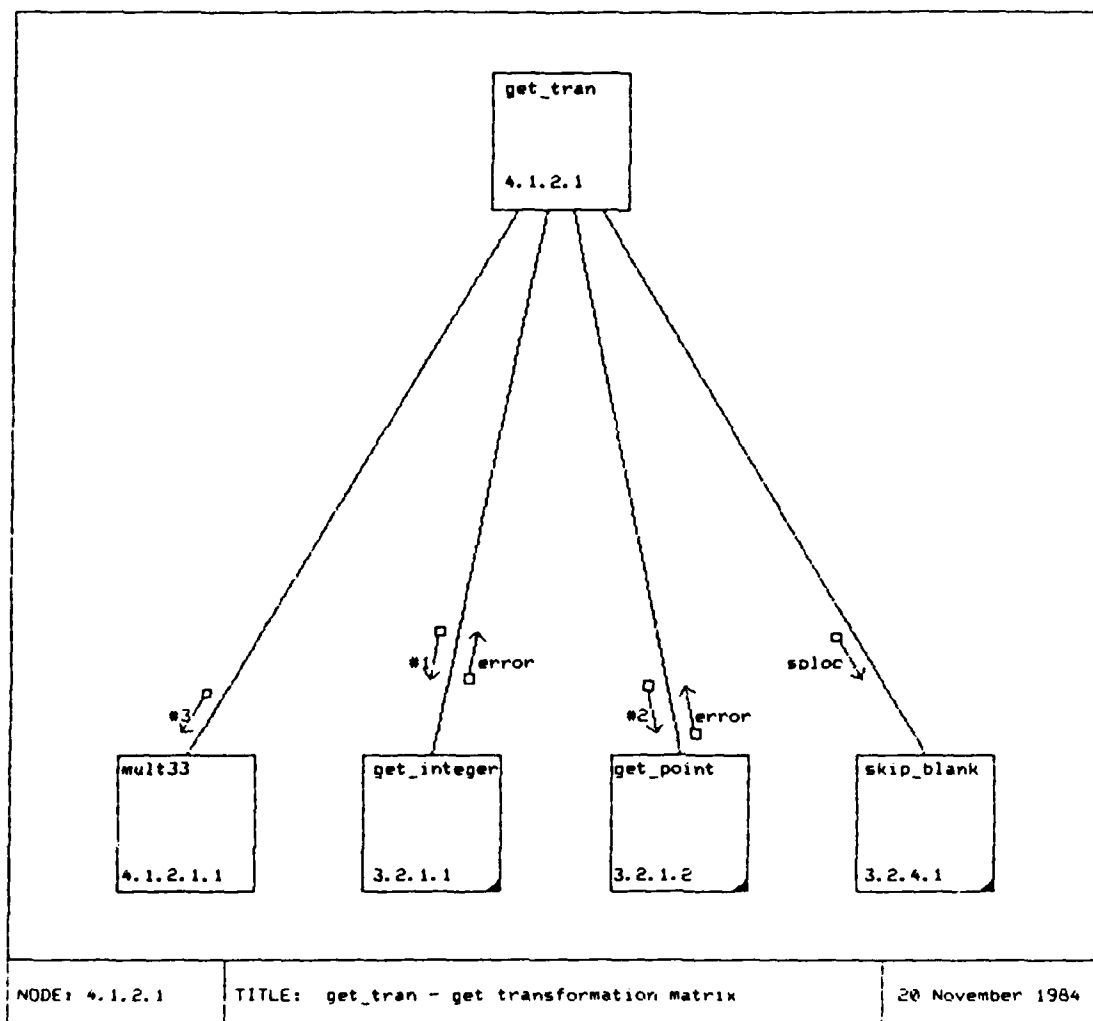 get_tran
4.1.2.1
#1
error
sploc
#3
#2
error
mult33
get_integer
get_point
skip_blank
4.1.2.1.1
3.2.1.1
3.2.1.2
3.2.4.1
NODE: 4.1.2.1
TITLE: get_tran - get transformation matrix
20 November 1984